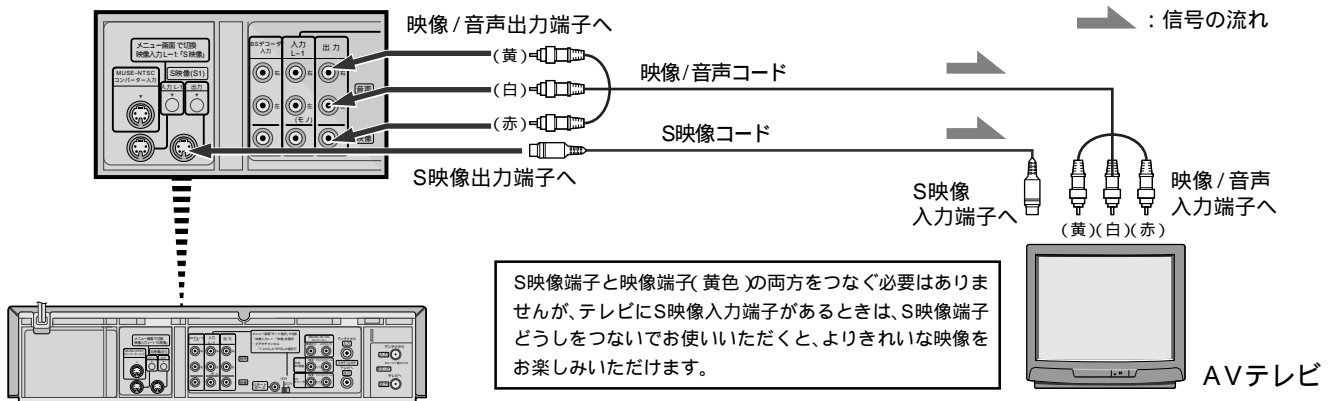 映像/音声出力端子へ
：信号の流れ
メニュー画面で切換
映像入力L-1:「S映像」
BSデコーダ
入力
入力
L-1
出力
MUSE-NTSC
コンバーター入力
S映像(S1)
入力L-1
出力
右
右
右
音声
左
左
左
(モノ)
映像
(黄)
(白)
(赤)
映像/音声コード
S映像コード
S映像出力端子へ
S映像
入力端子へ
映像/音声
入力端子へ
(黄)(白)(赤)
S映像端子と映像端子(黄色)の両方をつなぐ必要はありま
せんが、テレビにS映像入力端子があるときは、S映像端子
どうしをつないでお使いいただくと、よりきれいな映像を
お楽しみいただけます。
AVテレビ